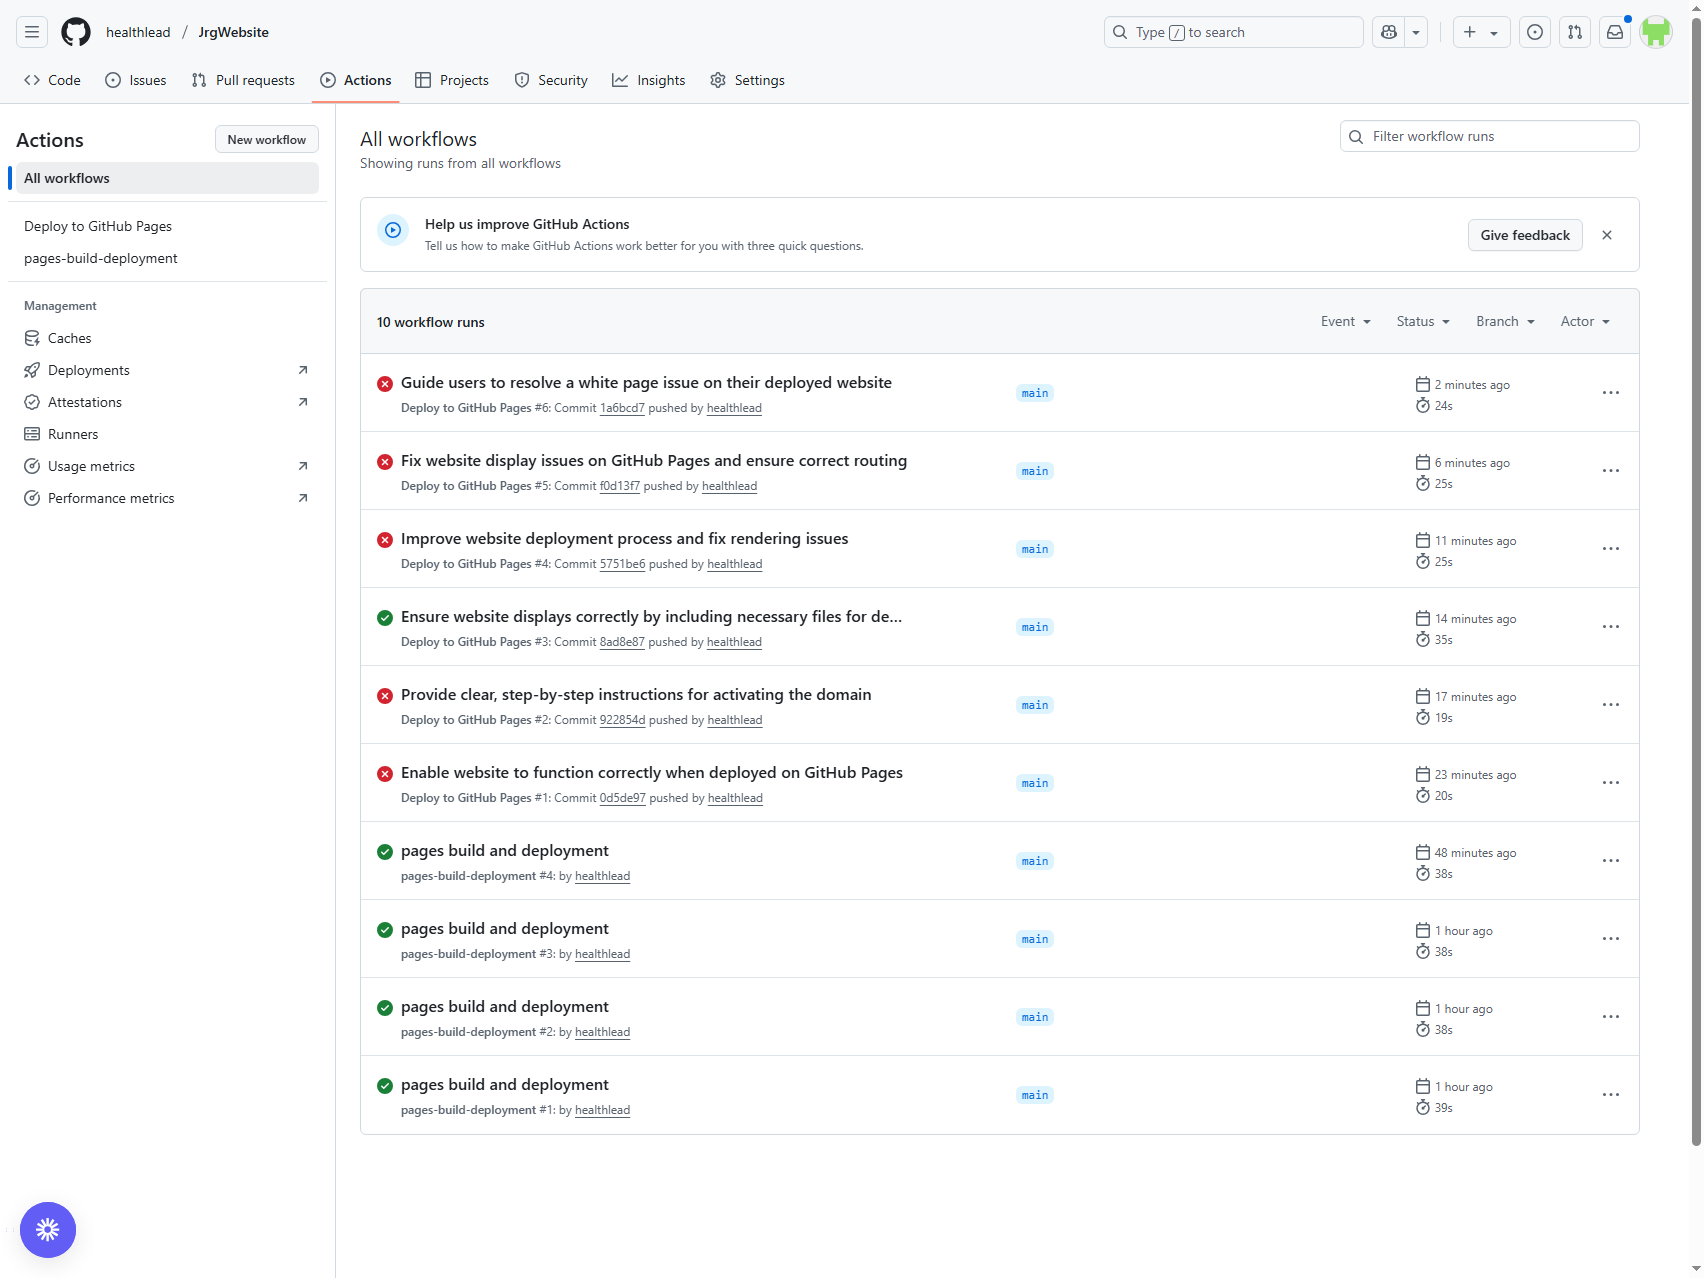 healthlead / JrgWebsite
Type / to search
Code Issues Pull requests Actions Projects Security Insights Settings
Actions
New workflow
All workflows
Deploy to GitHub Pages
pages-build-deployment
Management
Caches
Deployments
Attestations
Runners
Usage metrics
Performance metrics
All workflows
Showing runs from all workflows
Filter workflow runs
Help us improve GitHub Actions
Tell us how to make GitHub Actions work better for you with three quick questions.
Give feedback
10 workflow runs
Event Status Branch Actor
Guide users to resolve a white page issue on their deployed website
Deploy to GitHub Pages #6: Commit 1a6bcd7 pushed by healthlead
main
2 minutes ago
24s
Fix website display issues on GitHub Pages and ensure correct routing
Deploy to GitHub Pages #5: Commit f0d13f7 pushed by healthlead
main
6 minutes ago
25s
Improve website deployment process and fix rendering issues
Deploy to GitHub Pages #4: Commit 5751be6 pushed by healthlead
main
11 minutes ago
25s
Ensure website displays correctly by including necessary files for de...
Deploy to GitHub Pages #3: Commit 8ad8e87 pushed by healthlead
main
14 minutes ago
35s
Provide clear, step-by-step instructions for activating the domain
Deploy to GitHub Pages #2: Commit 922854d pushed by healthlead
main
17 minutes ago
19s
Enable website to function correctly when deployed on GitHub Pages
Deploy to GitHub Pages #1: Commit 0d5de97 pushed by healthlead
main
23 minutes ago
20s
pages build and deployment
pages-build-deployment #4: by healthlead
main
48 minutes ago
38s
pages build and deployment
pages-build-deployment #3: by healthlead
main
1 hour ago
38s
pages build and deployment
pages-build-deployment #2: by healthlead
main
1 hour ago
38s
pages build and deployment
pages-build-deployment #1: by healthlead
main
1 hour ago
39s